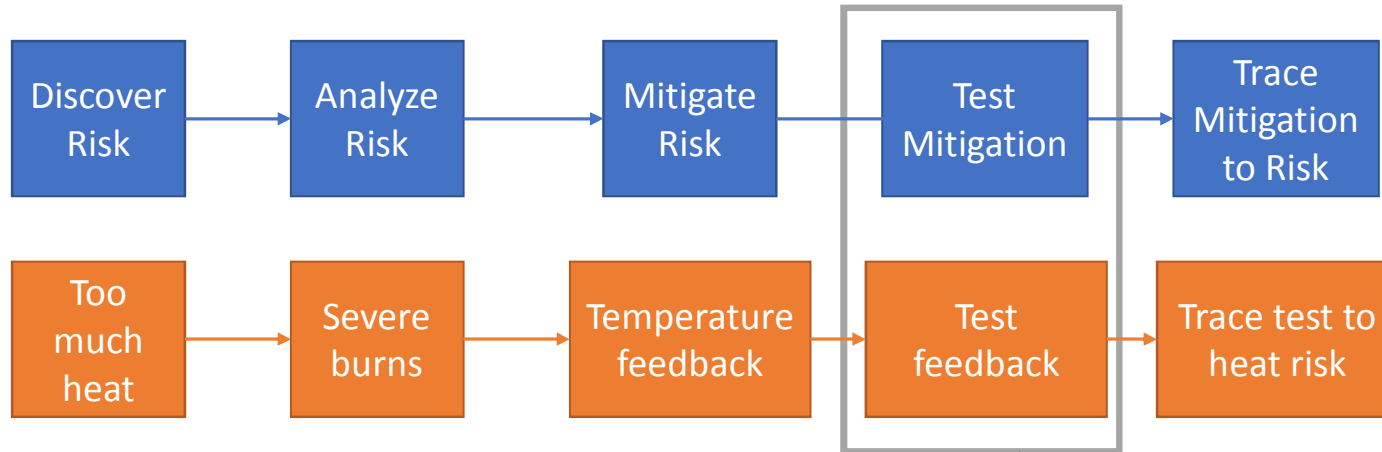 Discover
Risk
Analyze
Risk
Mitigate
Risk
Test
Mitigation
Trace
Mitigation
to Risk
Too
much
heat
Severe
burns
Temperature
feedback
Test
feedback
Trace test to
heat risk